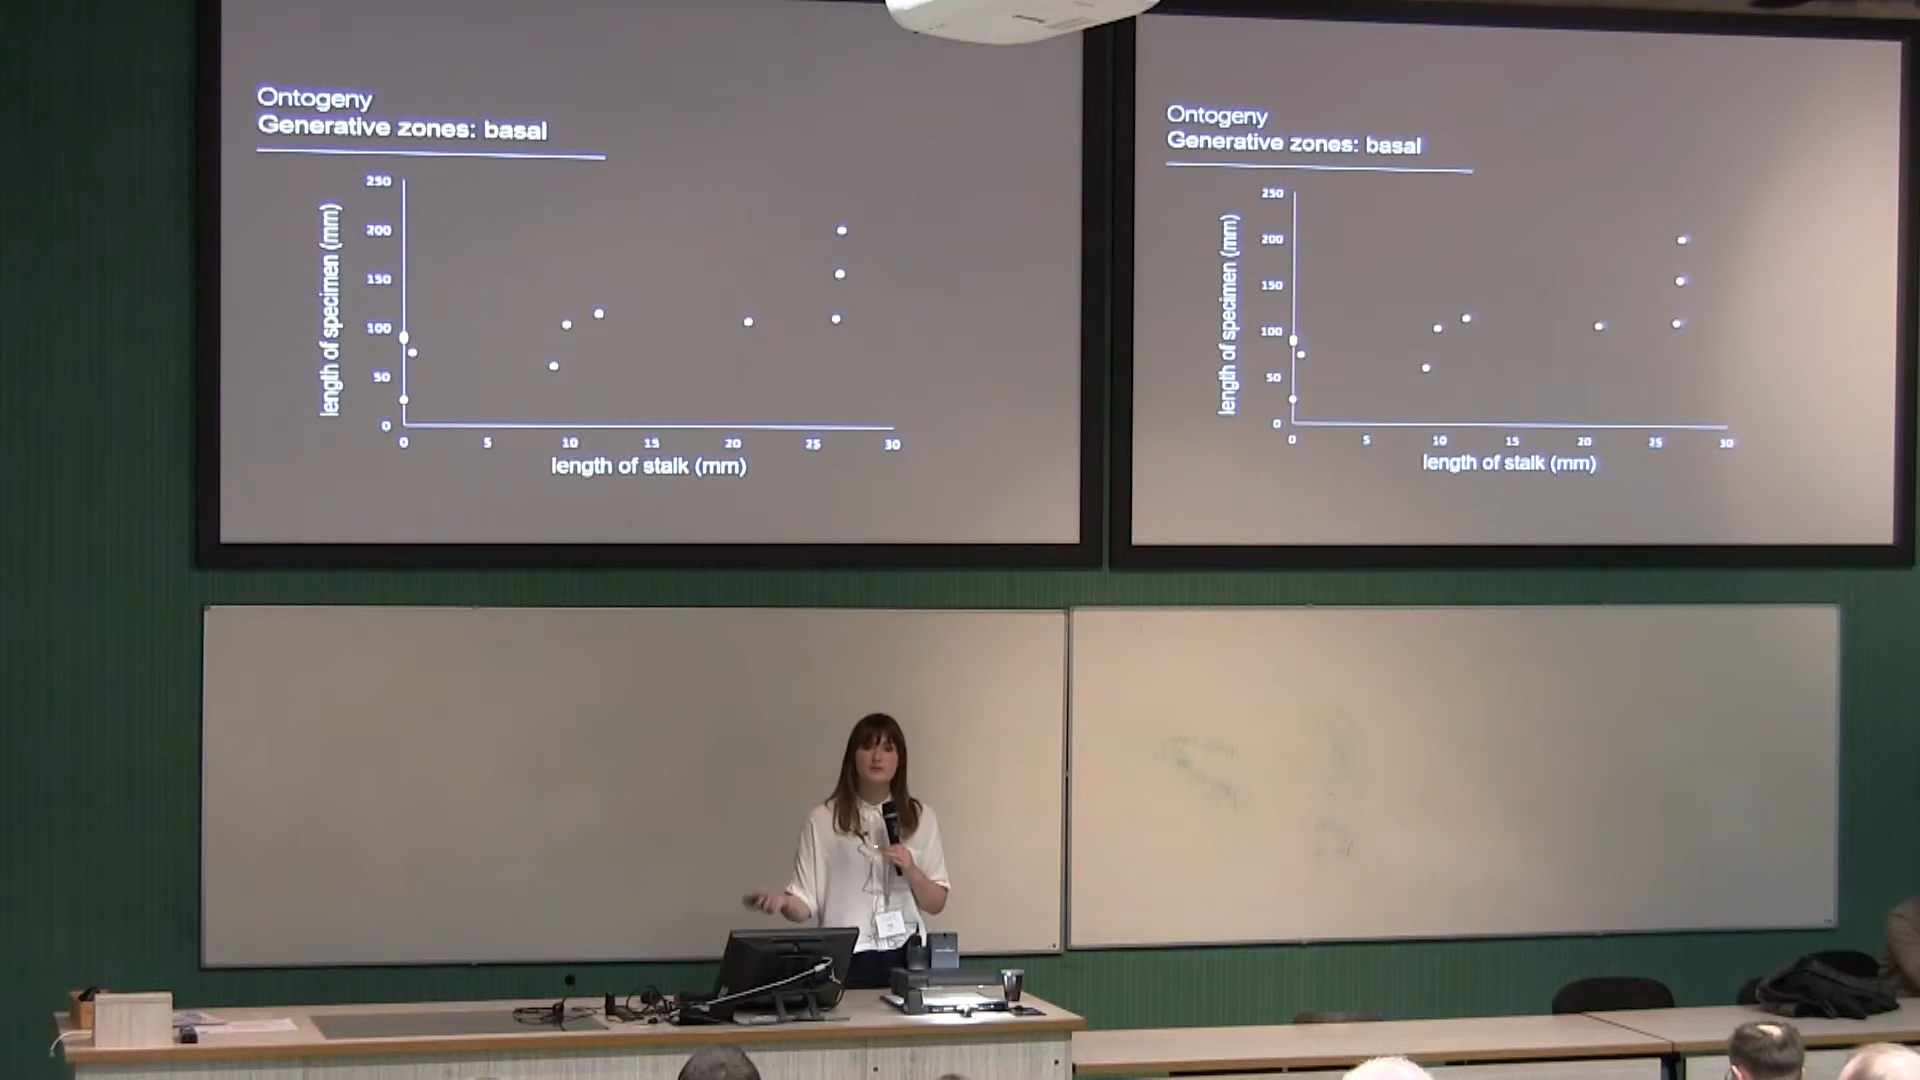 Ontogeny
Generative zones: basal
250
200
150
100
50
0
length of specimen (mm)
0 5 10 15 20 25 30
length of stalk (mm)
Ontogeny
Generative zones: basal
250
200
150
100
50
0
length of specimen (mm)
0 5 10 15 20 25 30
length of stalk (mm)